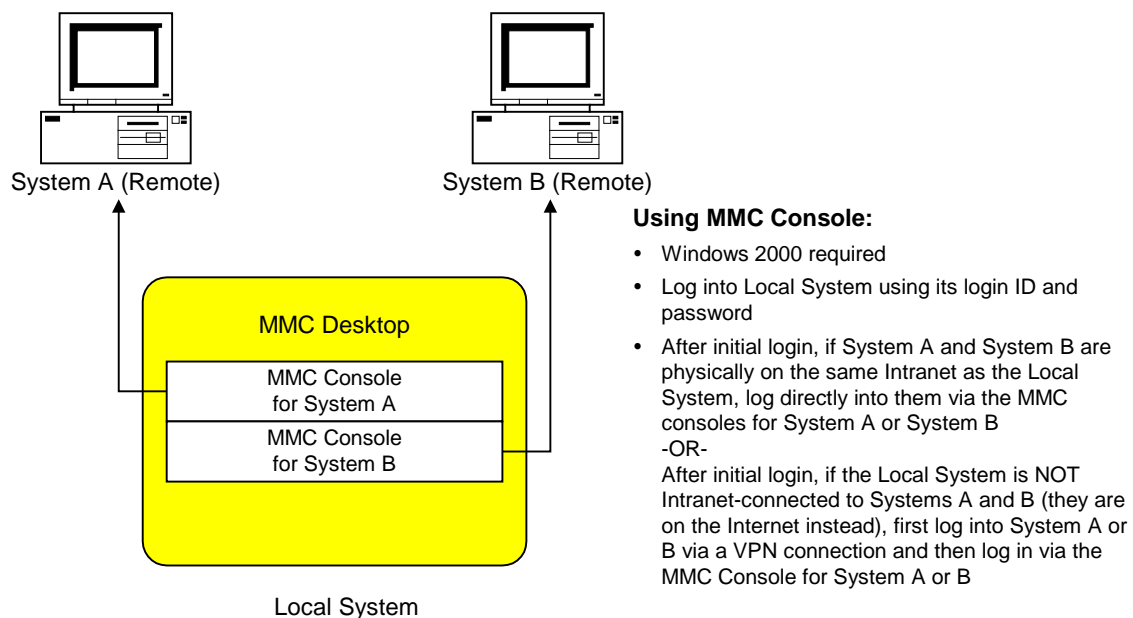 System A (Remote)
System B (Remote)
MMC Desktop
MMC Console
for System A
MMC Console
for System B
Local System
Using MMC Console:
• Windows 2000 required
• Log into Local System using its login ID and
password
• After initial login, if System A and System B are
physically on the same Intranet as the Local
System, log directly into them via the MMC
consoles for System A or System B
-OR-
After initial login, if the Local System is NOT
Intranet-connected to Systems A and B (they are
on the Internet instead), first log into System A or
B via a VPN connection and then log in via the
MMC Console for System A or B